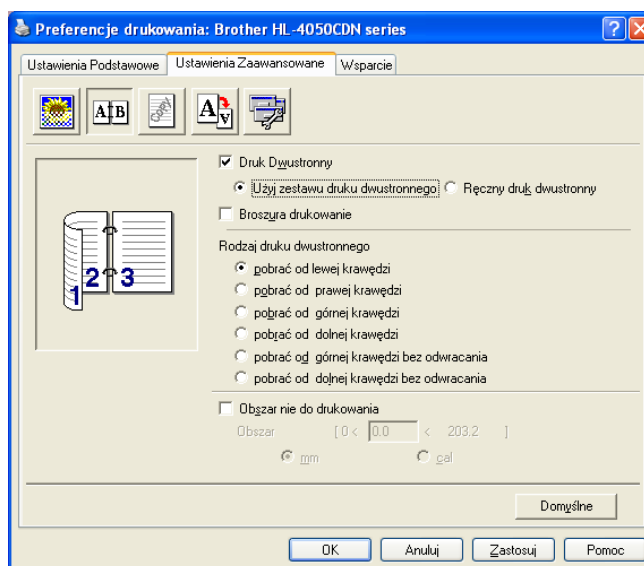 Preferencje drukowania: Brother HL-4050CDN series
Ustawienia Podstawowe Ustawienia Zaawansowane Wsparcie
A B Copy A A
Druk Dwustronny
Użyj zestawu druku dwustronnego Ręczny druk dwustronny
Broszura drukowanie
Rodzaj druku dwustronnego
pobrać od lewej krawędzi
pobrać od prawej krawędzi
pobrać od górnej krawędzi
pobrać od dolnej krawędzi
pobrać od górnej krawędzi bez odwracania
pobrać od dolnej krawędzi bez odwracania
1 2 3
Obszar nie do drukowania
Obszar [ 0 < 0.0 < 203.2 ]
mm cal
Domyślne
OK Anuluj Zastosuj Pomoc